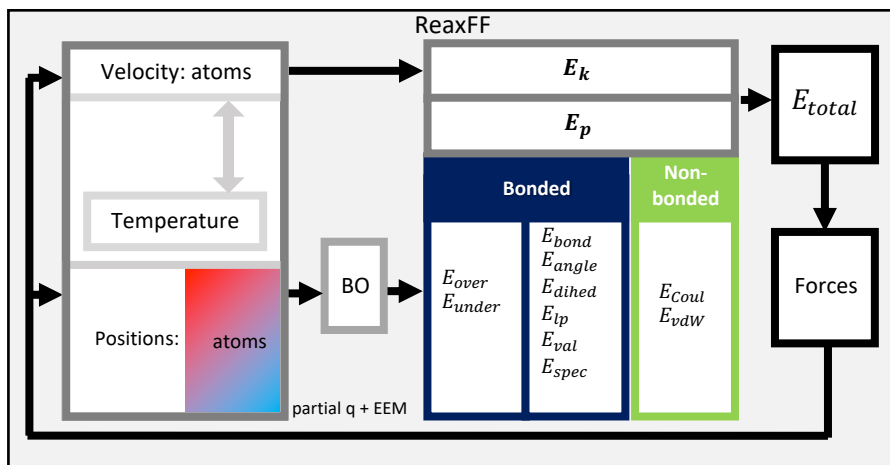 ReaxFF
Velocity: atoms
Temperature
Positions:
atoms
partial q + EEM
BO
E_k
E_p
Bonded
Non-
bonded
E_over
E_under
E_bond
E_angle
E_dihed
E_lp
E_val
E_spec
E_Coul
E_vdW
E_total
Forces